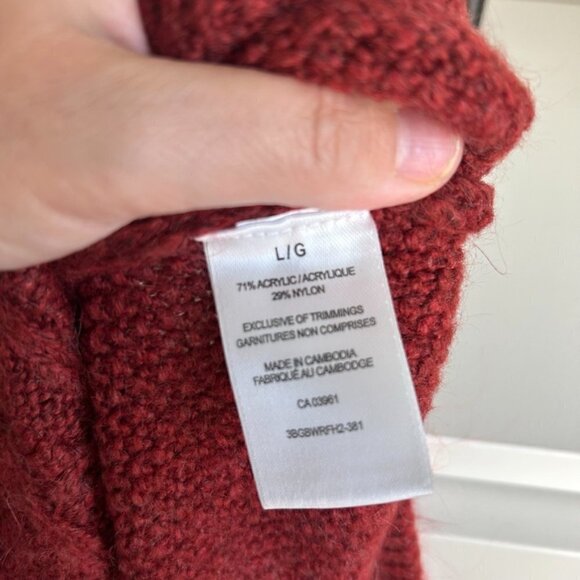 L/G
71% ACRYLIC / ACRYLIQUE
29% NYLON
EXCLUSIVE OF TRIMMINGS
GARNITURES NON COMPRISES
MADE IN CAMBODIA
FABRIQUÉ AU CAMBODGE
CA 03961
3BGBWRFH2-381